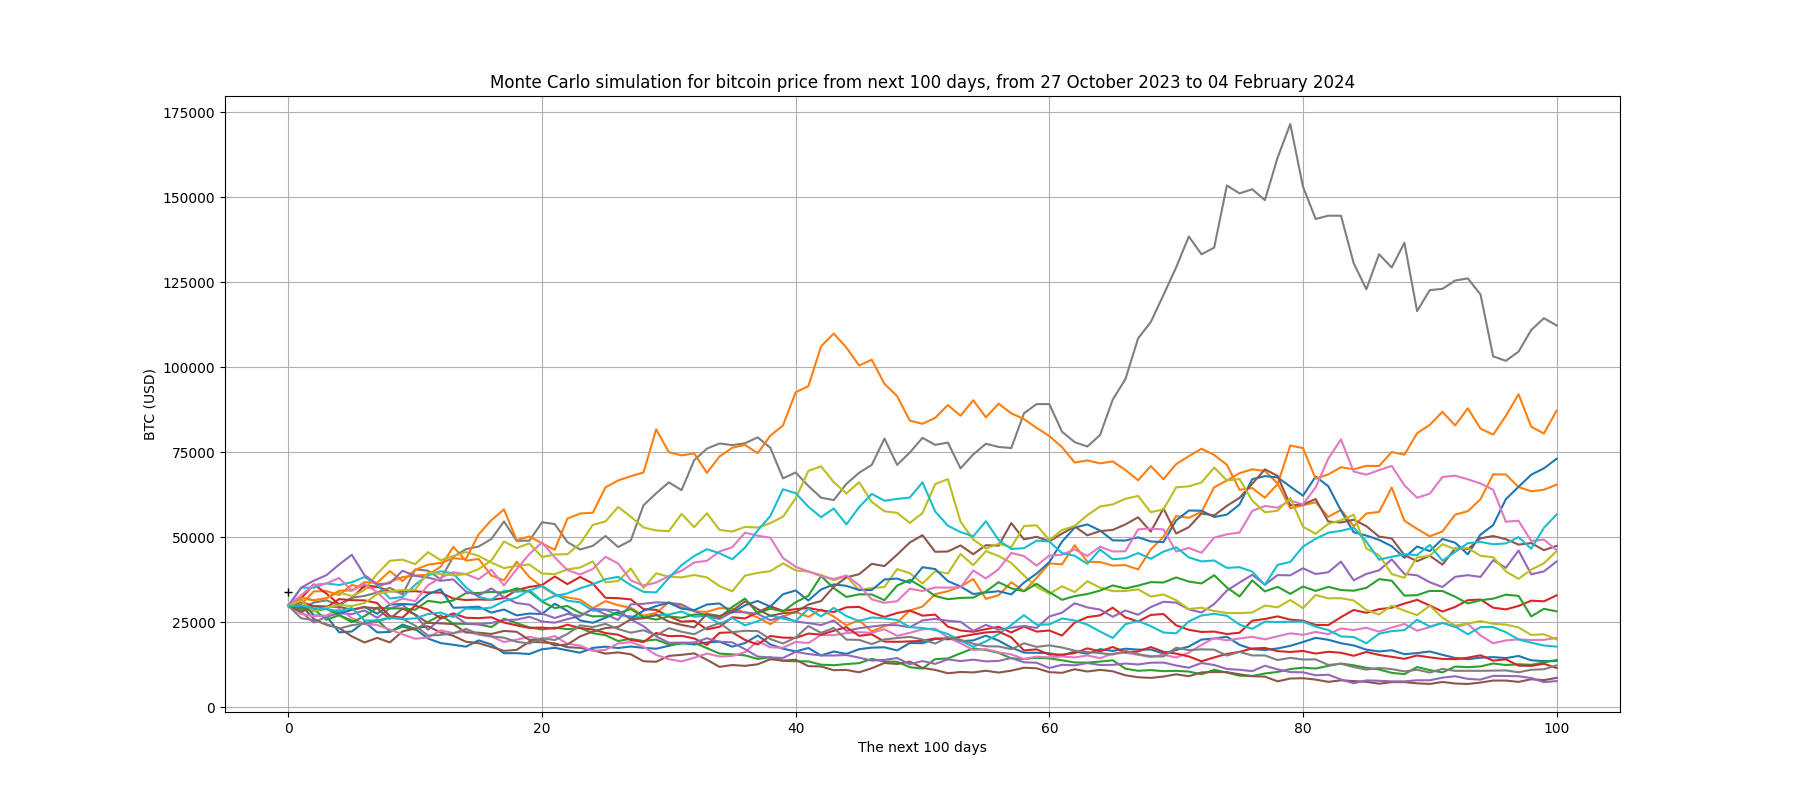 Monte Carlo simulation for bitcoin price from next 100 days, from 27 October 2023 to 04 February 2024
175000
150000
125000
100000
75000
50000
25000
0
BTC (USD)
0 20 40 60 80 100
The next 100 days